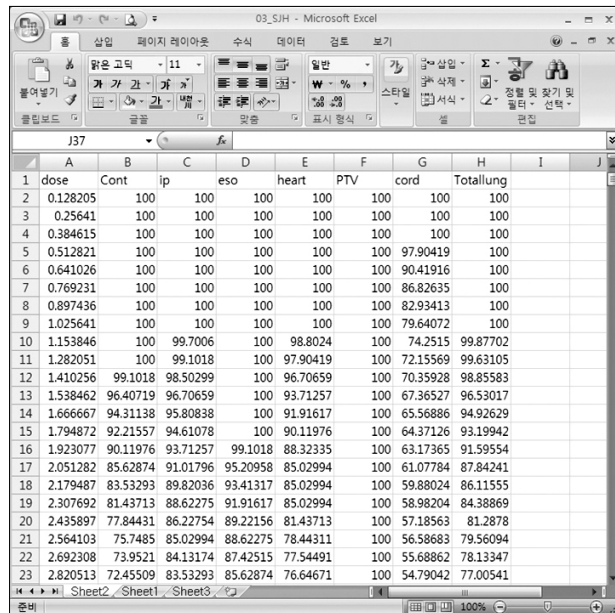 03_SJH - Microsoft Excel
홈 삽입 페이지 레이아웃 수식 데이터 검토 보기
맑은 고딕 11 일반 삽입 Σ
붙여넣기 가 가 가 가 가 % , 스타일 삭제 정렬 및 필터 찾기 및 선택
가 내천 서식
클립보드 글꼴 맞춤 표시 형식 셀 편집
J37 fx
A B C D E F G H I J
1 dose Cont ip eso heart PTV cord Totallung
2 0.128205 100 100 100 100 100 100 100
3 0.25641 100 100 100 100 100 100 100
4 0.384615 100 100 100 100 100 100 100
5 0.512821 100 100 100 100 100 97.90419 100
6 0.641026 100 100 100 100 100 90.41916 100
7 0.769231 100 100 100 100 100 86.82635 100
8 0.897436 100 100 100 100 100 82.93413 100
9 1.025641 100 100 100 100 100 79.64072 100
10 1.153846 100 99.7006 100 98.8024 100 74.2515 99.87702
11 1.282051 100 99.1018 100 97.90419 100 72.15569 99.63105
12 1.410256 99.1018 98.50299 100 96.70659 100 70.35928 98.85583
13 1.538462 96.40719 96.70659 100 93.71257 100 67.36527 96.53017
14 1.666667 94.31138 95.80838 100 91.91617 100 65.56886 94.92629
15 1.794872 92.21557 94.61078 100 90.11976 100 64.37126 93.19942
16 1.923077 90.11976 93.71257 99.1018 88.32335 100 63.17365 91.59554
17 2.051282 85.62874 91.01796 95.20958 85.02994 100 61.07784 87.84241
18 2.179487 83.53293 89.82036 93.41317 85.02994 100 59.88024 86.11555
19 2.307692 81.43713 88.62275 91.91617 85.02994 100 58.98204 84.38869
20 2.435897 77.84431 86.22754 89.22156 81.43713 100 57.18563 81.2878
21 2.564103 75.7485 85.02994 88.62275 78.44311 100 56.58683 79.56094
22 2.692308 73.9521 84.13174 87.42515 77.54491 100 55.68862 78.13347
23 2.820513 72.45509 83.53293 85.62874 76.64671 100 54.79042 77.00541
Sheet2 Sheet1 Sheet3
준비 100%